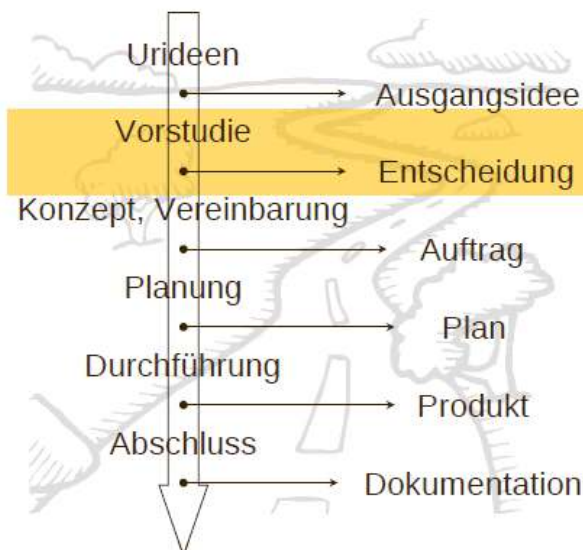 Urideen
Ausgangsidee
Vorstudie
Entscheidung
Konzept, Vereinbarung
Auftrag
Planung
Plan
Durchführung
Produkt
Abschluss
Dokumentation